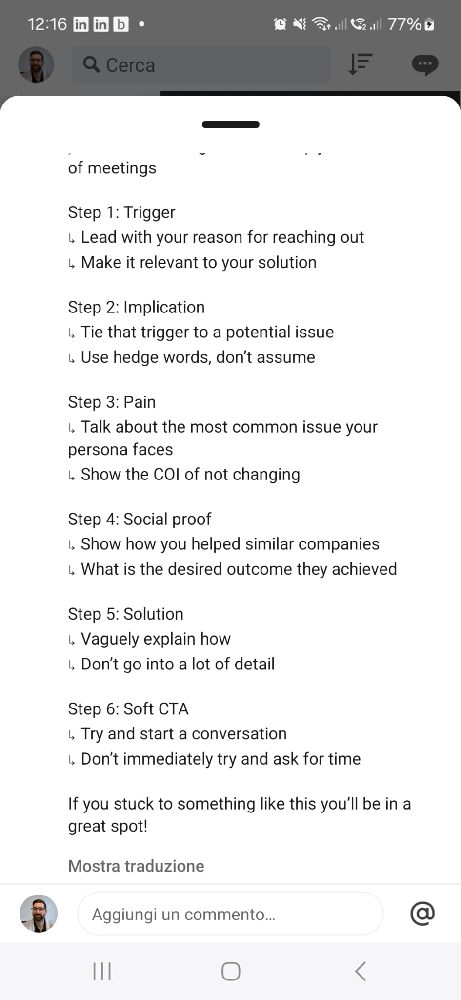 12:16 in in b
77%
Cerca
of meetings
Step 1: Trigger
↳ Lead with your reason for reaching out
↳ Make it relevant to your solution
Step 2: Implication
↳ Tie that trigger to a potential issue
↳ Use hedge words, don’t assume
Step 3: Pain
↳ Talk about the most common issue your
persona faces
↳ Show the COI of not changing
Step 4: Social proof
↳ Show how you helped similar companies
↳ What is the desired outcome they achieved
Step 5: Solution
↳ Vaguely explain how
↳ Don’t go into a lot of detail
Step 6: Soft CTA
↳ Try and start a conversation
↳ Don’t immediately try and ask for time
If you stuck to something like this you’ll be in a
great spot!
Mostra traduzione
Aggiungi un commento...
@